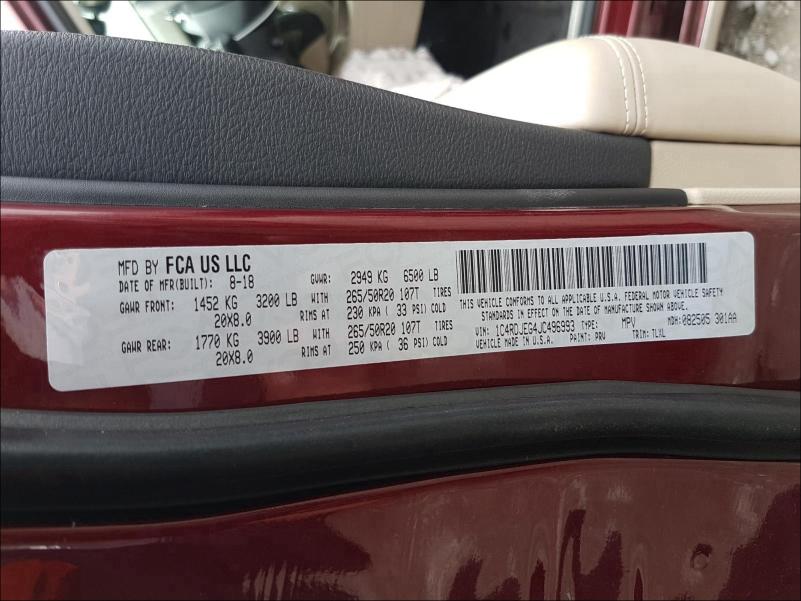 MFD BY FCA US LLC
DATE OF MFR(BUILT): 8-18 GVWR: 2949 KG 6500 LB
GAWR FRONT: 1452 KG 3200 LB WITH 265/50R20 107T TIRES
20X8.0 RIMS AT 230 KPA ( 33 PSI) COLD
GAWR REAR: 1770 KG 3900 LB WITH 265/50R20 107T TIRES
20X8.0 RIMS AT 250 KPA ( 36 PSI) COLD
THIS VEHICLE CONFORMS TO ALL APPLICABLE U.S.A. FEDERAL MOTOR VEHICLE SAFETY
STANDARDS IN EFFECT ON THE DATE OF MANUFACTURE SHOWN ABOVE.
VIN: 1C4RDJEG4JC496993 TYPE: MPV MDH: 082505 301AA
VEHICLE MADE IN U.S.A. PAINT: PRV TRIM: TLXL